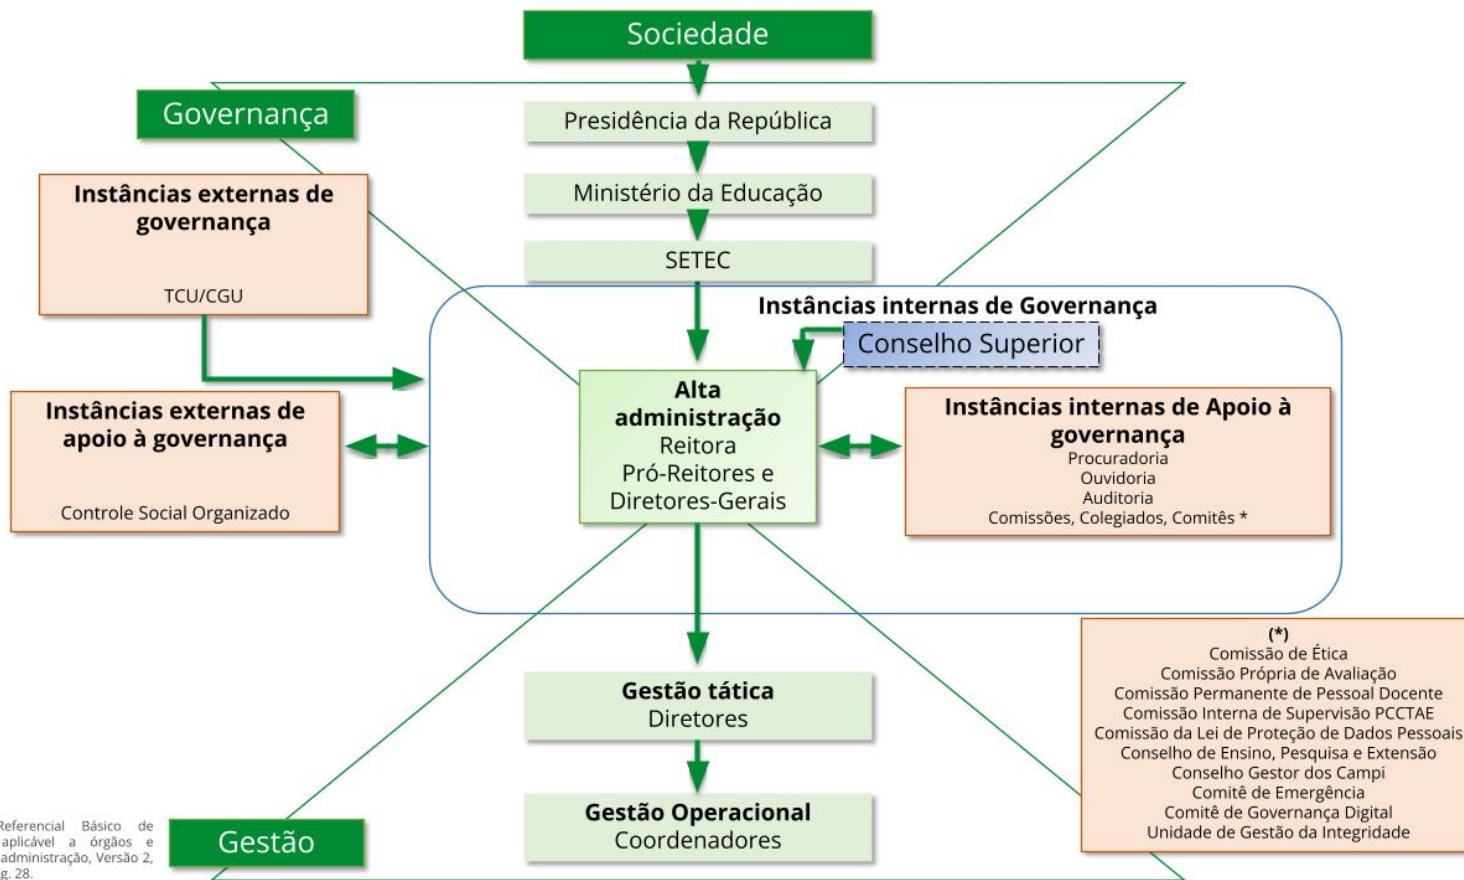 Sociedade
Governança
Presidência da República
Ministério da Educação
SETEC
Instâncias externas de
governança
TCU/CGU
Instâncias internas de Governança
Conselho Superior
Alta
administração
Reitora
Pró-Reitores e
Diretores-Gerais
Instâncias externas de
apoio à governança
Controle Social Organizado
Instâncias internas de Apoio à
governança
Procuradoria
Ouvidoria
Auditoria
Comissões, Colegiados, Comitês *
Gestão tática
Diretores
Gestão Operacional
Coordenadores
(*)
Comissão de Ética
Comissão Própria de Avaliação
Comissão Permanente de Pessoal Docente
Comissão Interna de Supervisão PCCTAE
Comissão da Lei de Proteção de Dados Pessoais
Conselho de Ensino, Pesquisa e Extensão
Conselho Gestor dos Campi
Comitê de Emergência
Comitê de Governança Digital
Unidade de Gestão da Integridade
Gestão
Referencial Básico de
aplicável a órgãos e
administração, Versão 2,
g. 28.